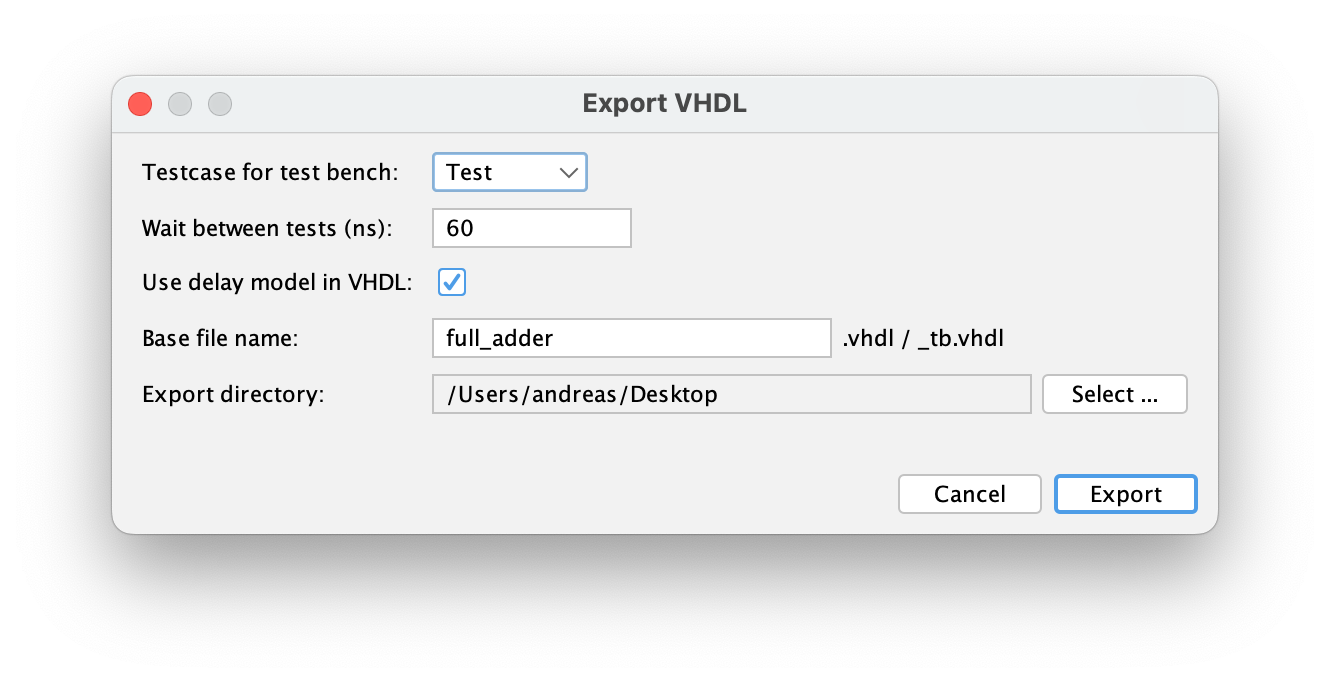 Export VHDL
Testcase for test bench: Test
Wait between tests (ns): 60
Use delay model in VHDL:
Base file name: full_adder .vhdl / _tb.vhdl
Export directory: /Users/andreas/Desktop Select ...
Cancel Export